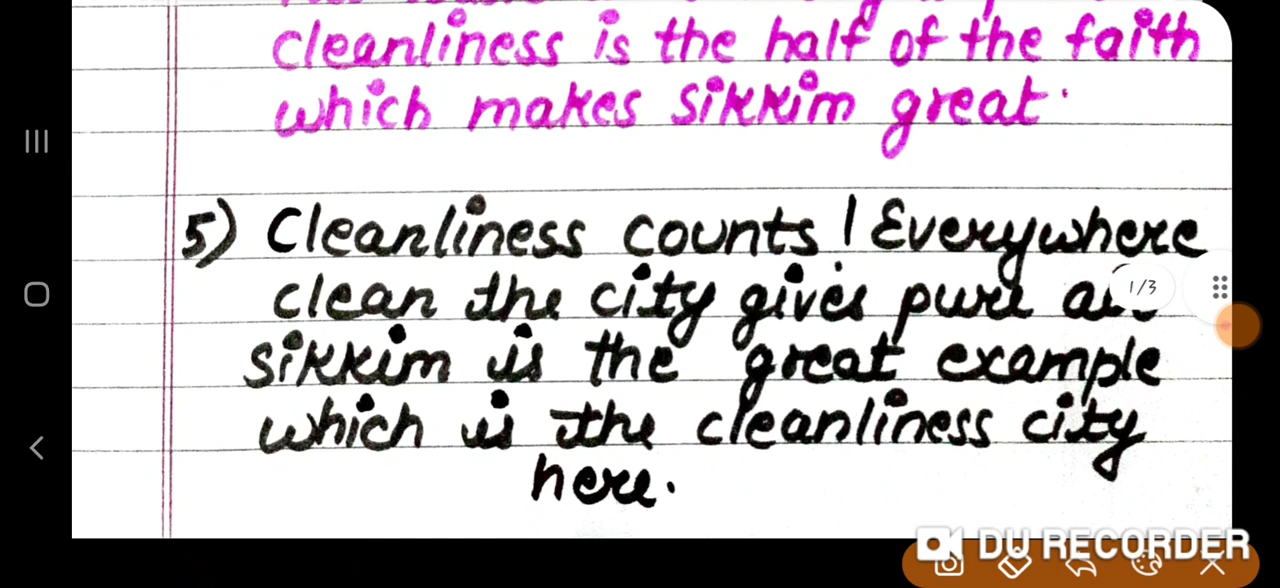 cleanliness is the half of the faith
which makes sikkim great.
5) Cleanliness counts! Everywhere
clean the city gives pure
1/3
sikkim is the great example
which is the cleanliness city
here.
DU RECORDER